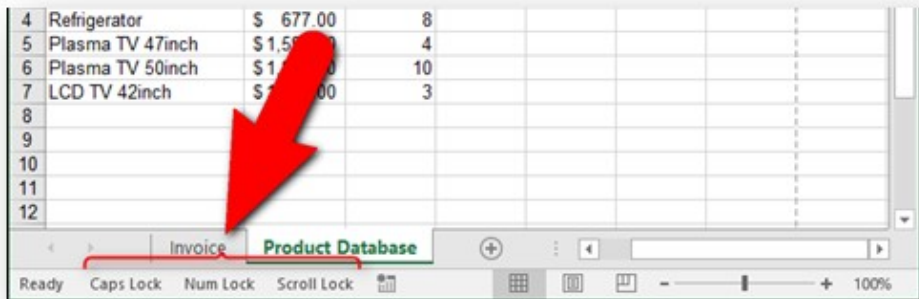 4 Refrigerator $ 677.00 8
5 Plasma TV 47inch 4
6 Plasma TV 50inch 10
7 LCD TV 42inch 3
8
9
10
11
12
Invoice Product Database
Ready Caps Lock Num Lock Scroll Lock 100%